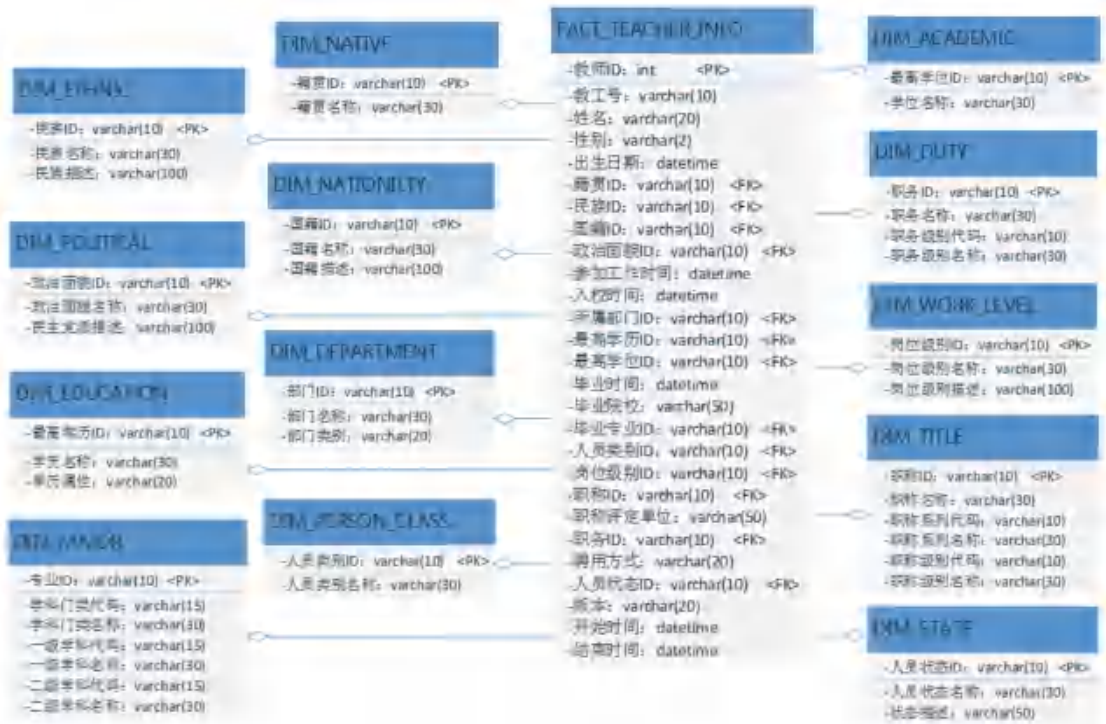 DIM_ETHNIC
-民族ID：varchar(10) <PK>
-民族名称：varchar(30)
-民族描述：varchar(100)
DIM_POLITICAL
-政治面貌ID：varchar(10) <PK>
-政治面貌名称：varchar(30)
-民主党派描述：varchar(100)
DIM_EDUCATION
-最高学历ID：varchar(10) <PK>
-学历名称：varchar(30)
-学历属性：varchar(20)
DIM_MAJOR
-专业ID：varchar(10) <PK>
-学科门类代码：varchar(15)
-学科门类名称：varchar(30)
-一级学科代码：varchar(15)
-一级学科名称：varchar(30)
-二级学科代码：varchar(15)
-二级学科名称：varchar(30)
DIM_NATIVE
-籍贯ID：varchar(10) <PK>
-籍贯名称：varchar(30)
DIM_NATIONILTY
-国籍ID：varchar(10) <PK>
-国籍名称：varchar(30)
-国籍描述：varchar(100)
DIM_DEPARTMENT
-部门ID：varchar(10) <PK>
-部门名称：varchar(30)
-部门类别：varchar(20)
DIM_PERSON_CLASS
-人员类别ID：varchar(10) <PK>
-人员类别名称：varchar(30)
FACT_TEACHER_INFO
-教师ID：int <PK>
-教工号：varchar(10)
-姓名：varchar(20)
-性别：varchar(2)
-出生日期：datetime
-籍贯ID：varchar(10) <FK>
-民族ID：varchar(10) <FK>
-国籍ID：varchar(10) <FK>
-政治面貌ID：varchar(10) <FK>
-参加工作时间：datetime
-入校时间：datetime
-所属部门ID：varchar(10) <FK>
-最高学历ID：varchar(10) <FK>
-最高学位ID：varchar(10) <FK>
-毕业时间：datetime
-毕业院校：varchar(50)
-毕业专业ID：varchar(10) <FK>
-人员类别ID：varchar(10) <FK>
-岗位级别ID：varchar(10) <FK>
-职称ID：varchar(10) <FK>
-职称评定单位：varchar(50)
-职务ID：varchar(10) <FK>
-聘用方式：varchar(20)
-人员状态ID：varchar(10) <FK>
-版本：varchar(20)
-开始时间：datetime
-结束时间：datetime
DIM_ACADEMIC
-最高学位ID：varchar(10) <PK>
-学位名称：varchar(30)
DIM_DUTY
-职务ID：varchar(10) <PK>
-职务名称：varchar(30)
-职务级别代码：varchar(10)
-职务级别名称：varchar(30)
DIM_WORK_LEVEL
-岗位级别ID：varchar(10) <PK>
-岗位级别名称：varchar(30)
-岗位级别描述：varchar(100)
DIM_TITLE
-职称ID：varchar(10) <PK>
-职称名称：varchar(30)
-职称系列代码：varchar(10)
-职称系列名称：varchar(30)
-职称级别代码：varchar(10)
-职称级别名称：varchar(30)
DIM_STATE
-人员状态ID：varchar(10) <PK>
-人员状态名称：varchar(30)
-状态描述：varchar(50)